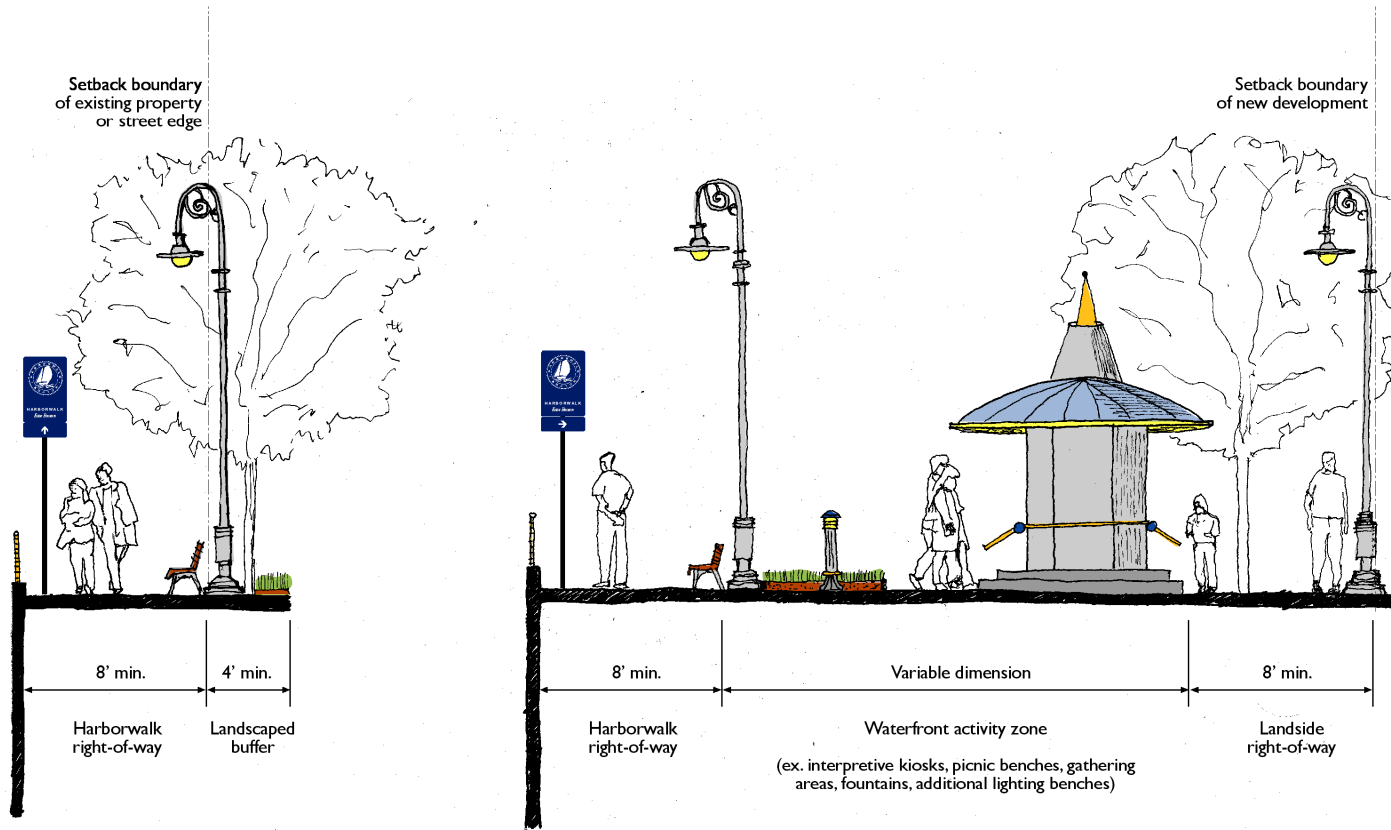 Setback boundary
of existing property
or street edge
Setback boundary
of new development
HARBORWALK
HARBORWALK
8’ min.
4’ min.
8’ min.
Variable dimension
8’ min.
Harborwalk
right-of-way
Landscaped
buffer
Harborwalk
right-of-way
Waterfront activity zone
Landside
right-of-way
(ex. interpretive kiosks, picnic benches, gathering
areas, fountains, additional lighting benches)